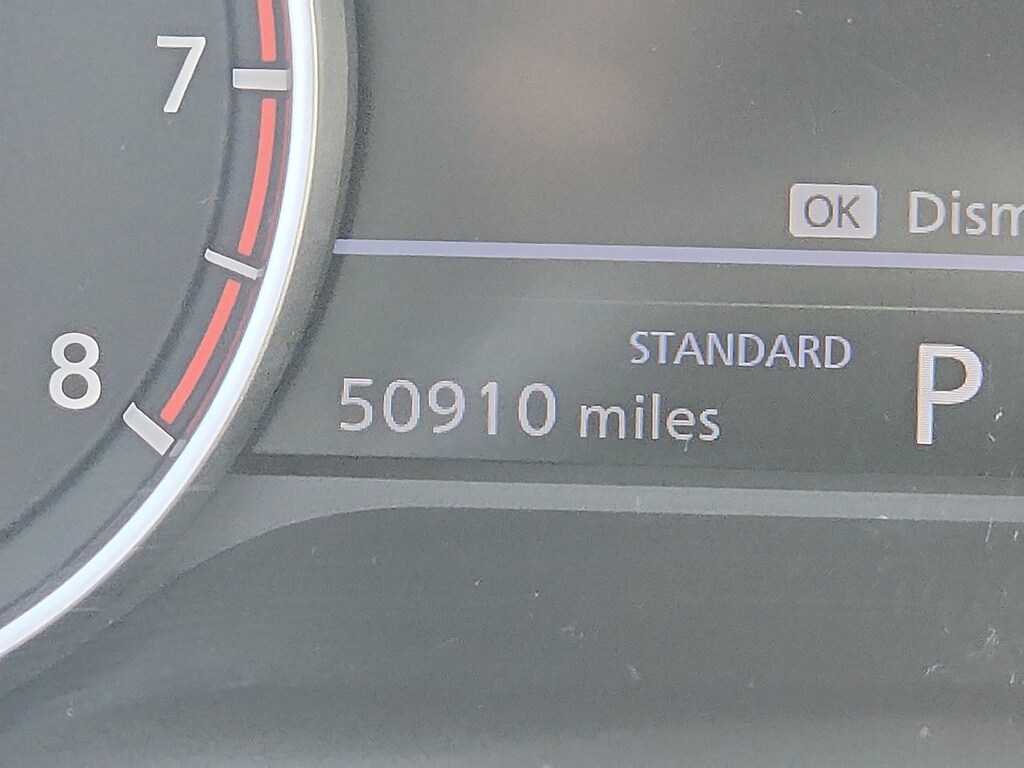 7
OK Dism
STANDARD
8
50910 miles
P